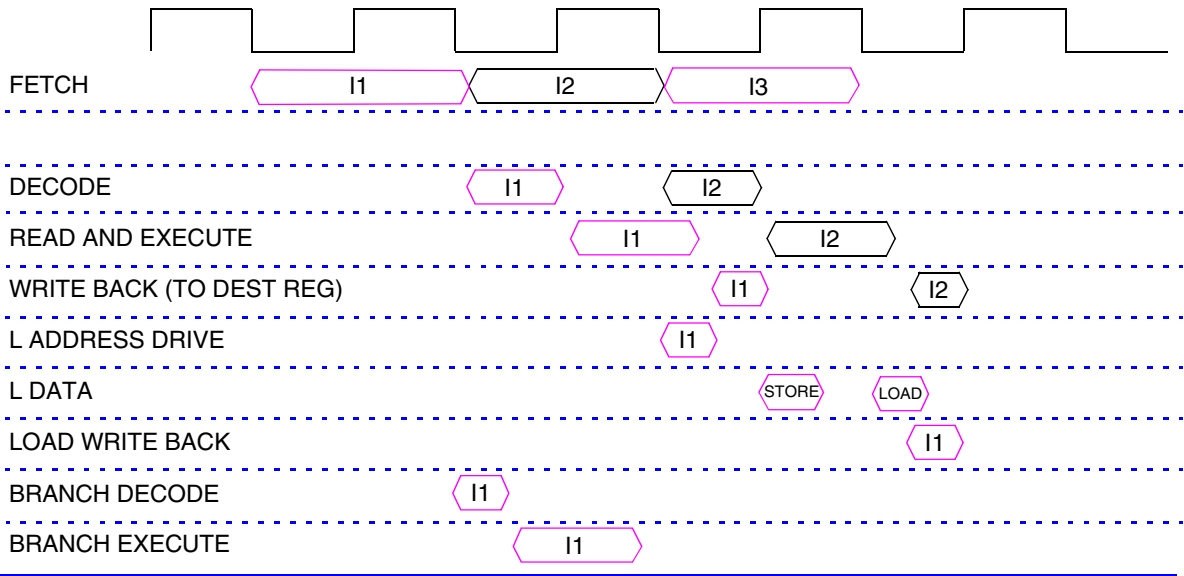 FETCH I1 I2 I3
DECODE I1 I2
READ AND EXECUTE I1 I2
WRITE BACK (TO DEST REG) I1 I2
L ADDRESS DRIVE I1
L DATA STORE LOAD
LOAD WRITE BACK I1
BRANCH DECODE I1
BRANCH EXECUTE I1